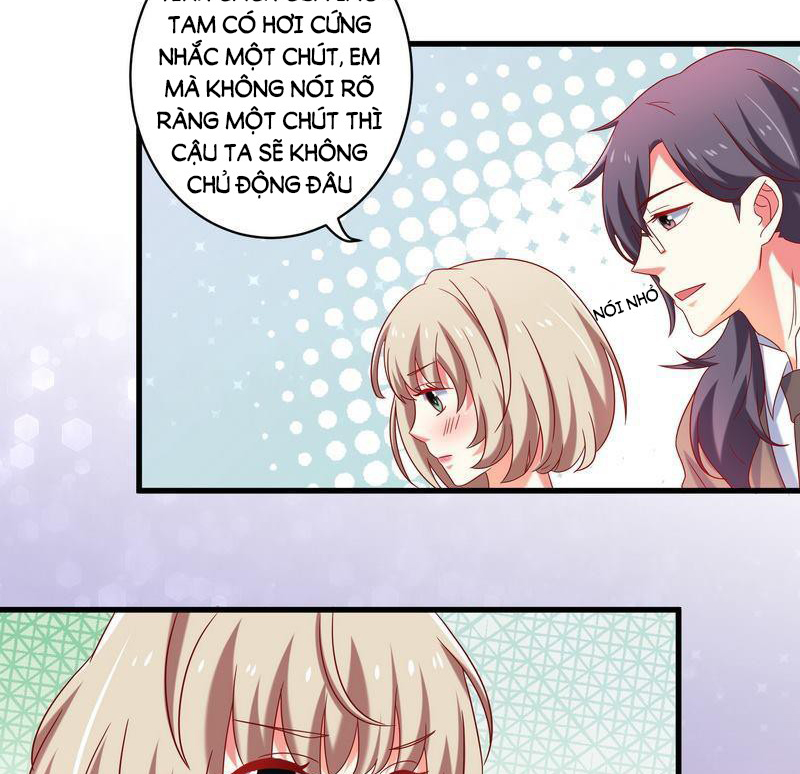 TAM CÓ HƠI CỨNG
NHẮC MỘT CHÚT, EM
MÀ KHÔNG NÓI RÕ
RÀNG MỘT CHÚT THÌ
CẬU TA SẼ KHÔNG
CHỦ ĐỘNG ĐÂU
NÓI NHỎ